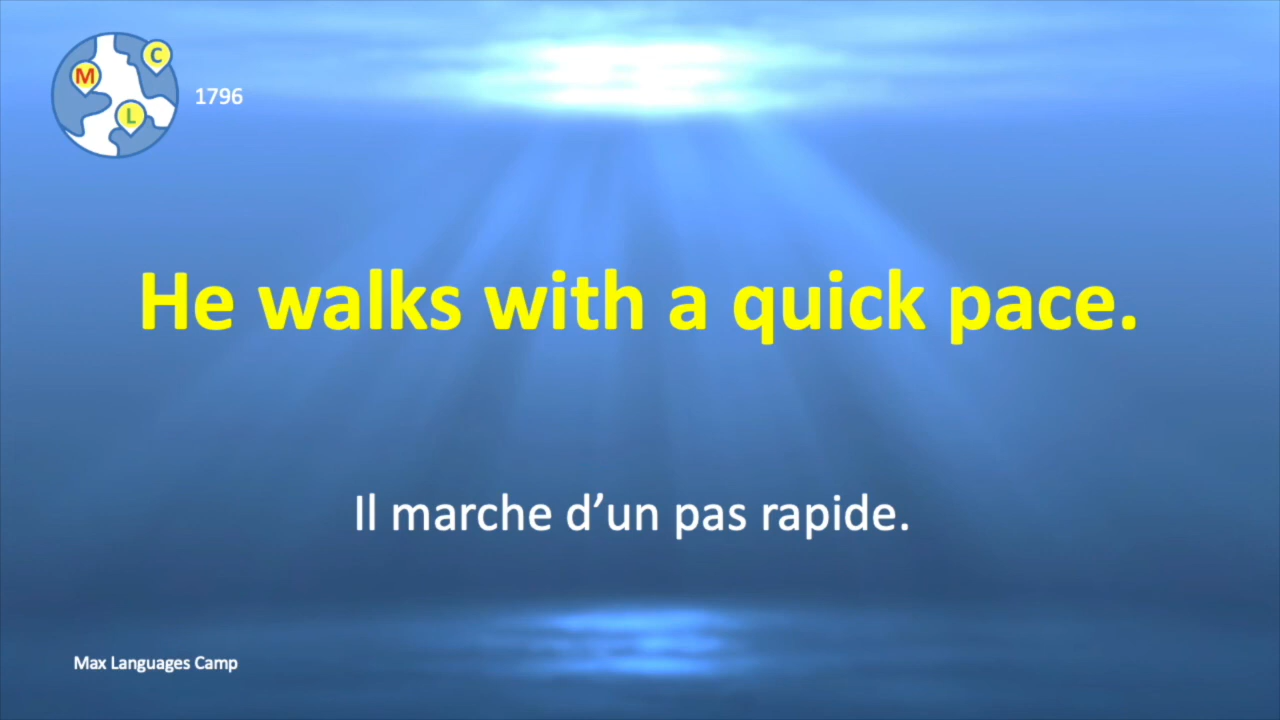 C
M
L
1796
He walks with a quick pace.
Il marche d’un pas rapide.
Max Languages Camp